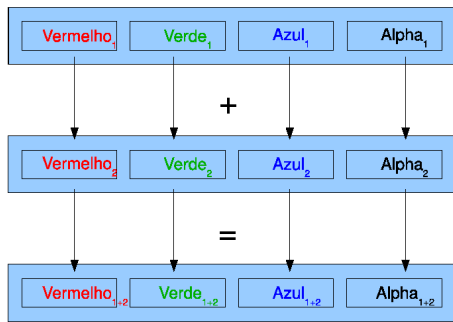 Vermelho₁ Verde₁ Azul₁ Alpha₁
+
Vermelho₂ Verde₂ Azul₂ Alpha₂
=
Vermelho₁₊₂ Verde₁₊₂ Azul₁₊₂ Alpha₁₊₂